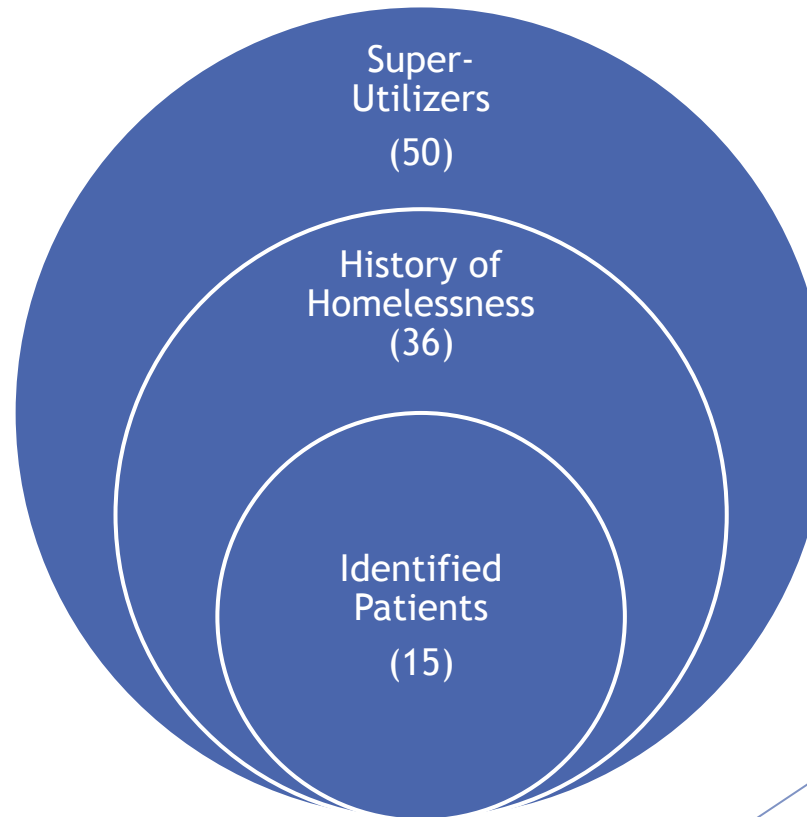 Super-
Utilizers
(50)
History of
Homelessness
(36)
Identified
Patients
(15)